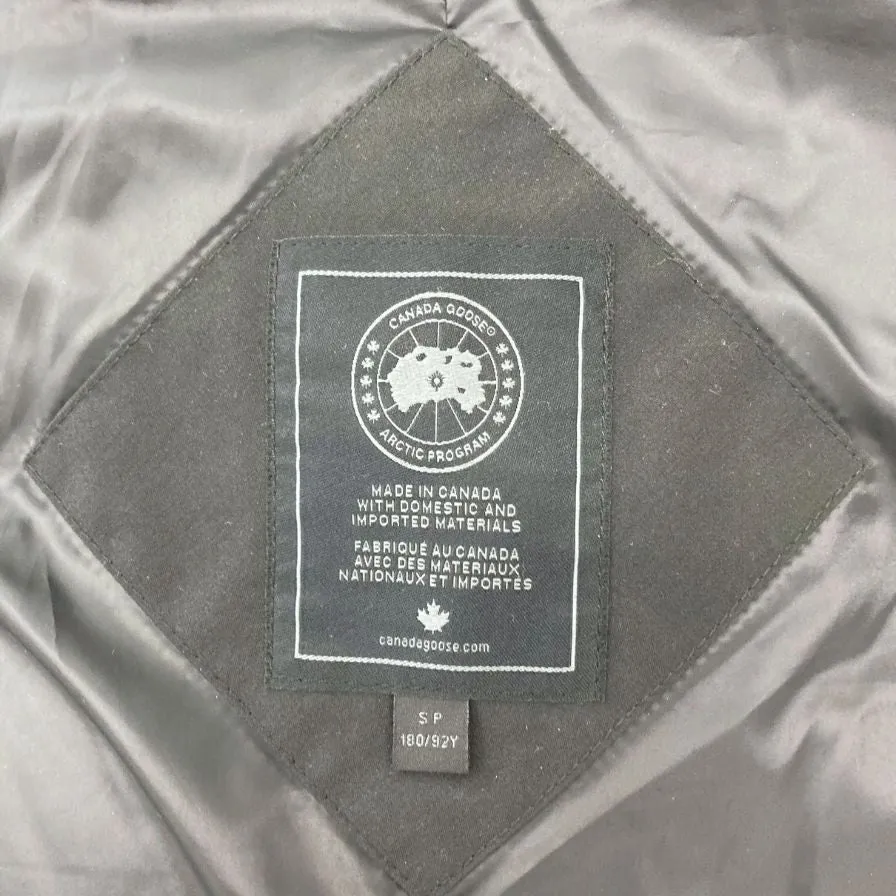 CANADA GOOSE®
ARCTIC PROGRAM
MADE IN CANADA
WITH DOMESTIC AND
IMPORTED MATERIALS
FABRIQUÉ AU CANADA
AVEC DES MATERIAUX
NATIONAUX ET IMPORTÉS
canadagoose.com
S P
180/92Y